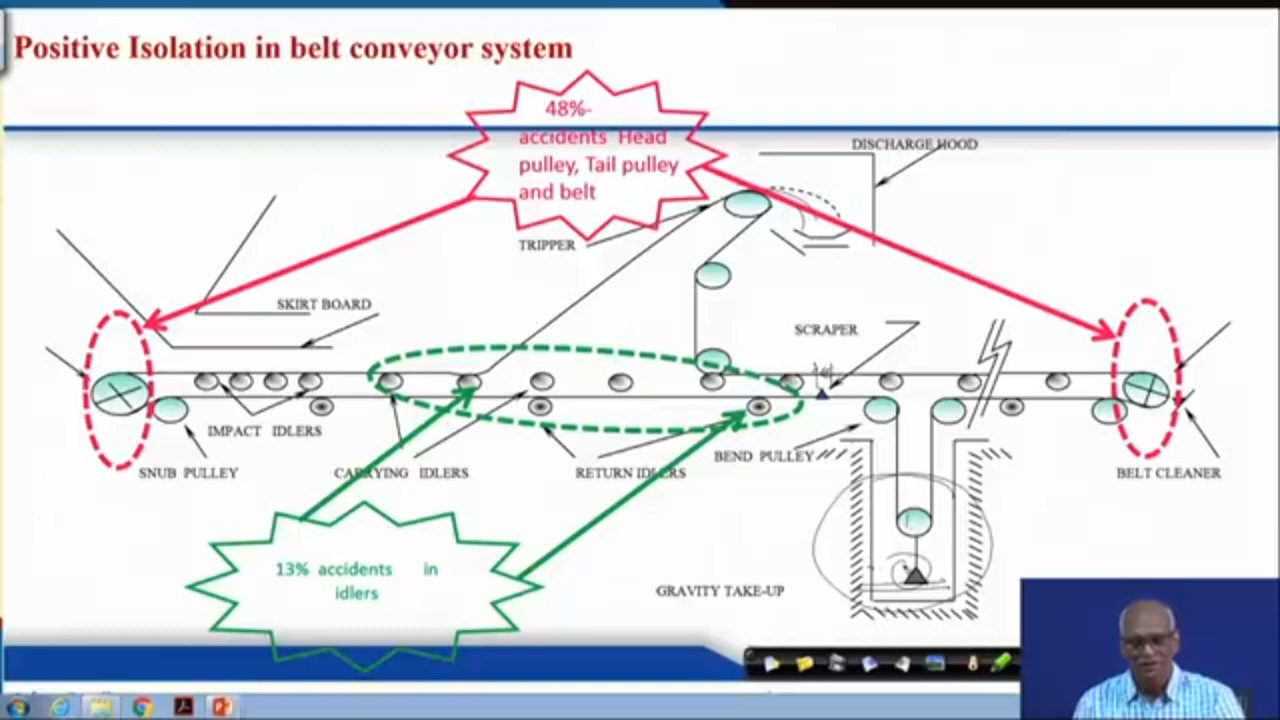 Positive Isolation in belt conveyor system
48%-
accidents Head
pulley, Tail pulley
and belt
DISCHARGE HOOD
TRIPPER
SKIRT BOARD
SCRAPER
IMPACT IDLERS
SNUB PULLEY
CARRYING IDLERS
RETURN IDLERS
BEND PULLEY
BELT CLEANER
13% accidents in
idlers
GRAVITY TAKE-UP